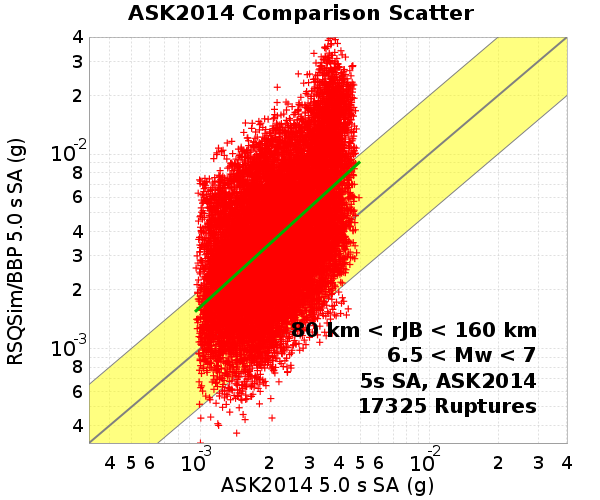 ASK2014 Comparison Scatter
4
3
2
10-2
8
6
4
3
2
10-3
8
6
4
RSQSim/BBP 5.0 s SA (g)
80 km < rJB < 160 km
6.5 < Mw < 7
5s SA, ASK2014
17325 Ruptures
4 5 6 10-3 2 3 4 5 6 10-2 2 3 4
ASK2014 5.0 s SA (g)